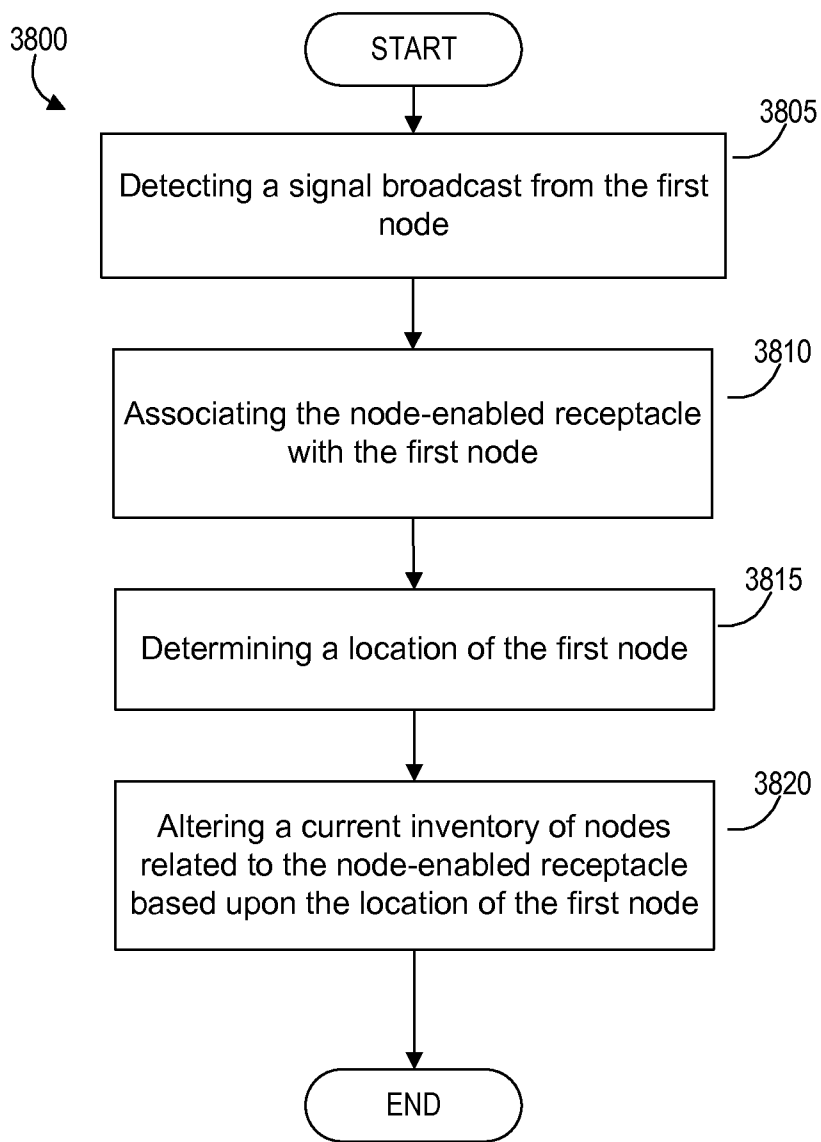 3800
START
3805
Detecting a signal broadcast from the first
node
3810
Associating the node-enabled receptacle
with the first node
3815
Determining a location of the first node
3820
Altering a current inventory of nodes
related to the node-enabled receptacle
based upon the location of the first node
END